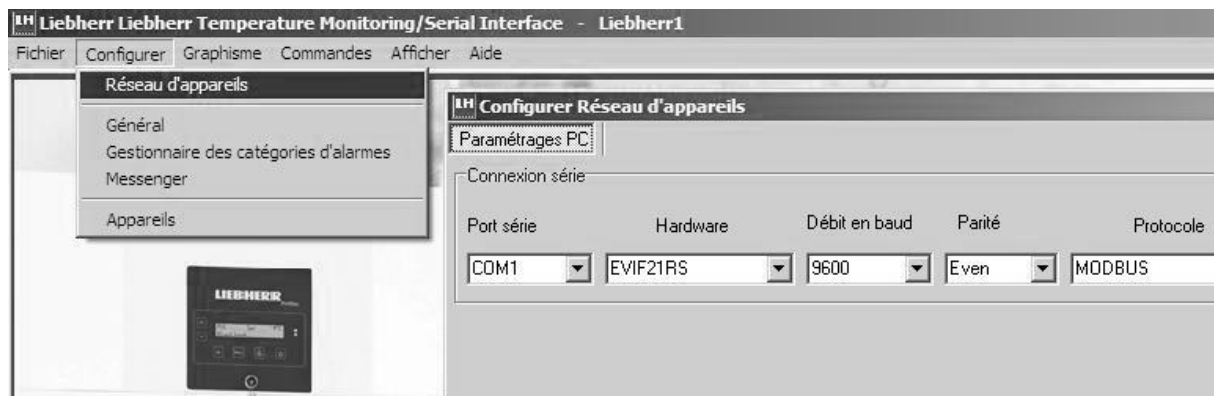 LH Liebherr Liebherr Temperature Monitoring/Serial Interface - Liebherr1
Fichier Configurer Graphisme Commandes Afficher Aide
Réseau d'appareils
Général
Gestionnaire des catégories d'alarmes
Messenger
Appareils
LIEBHERR
LH Configurer Réseau d'appareils
Paramétrages PC
Connexion série
Port série Hardware Débit en baud Parité Protocole
COM1 EVIF21RS 9600 Even MODBUS